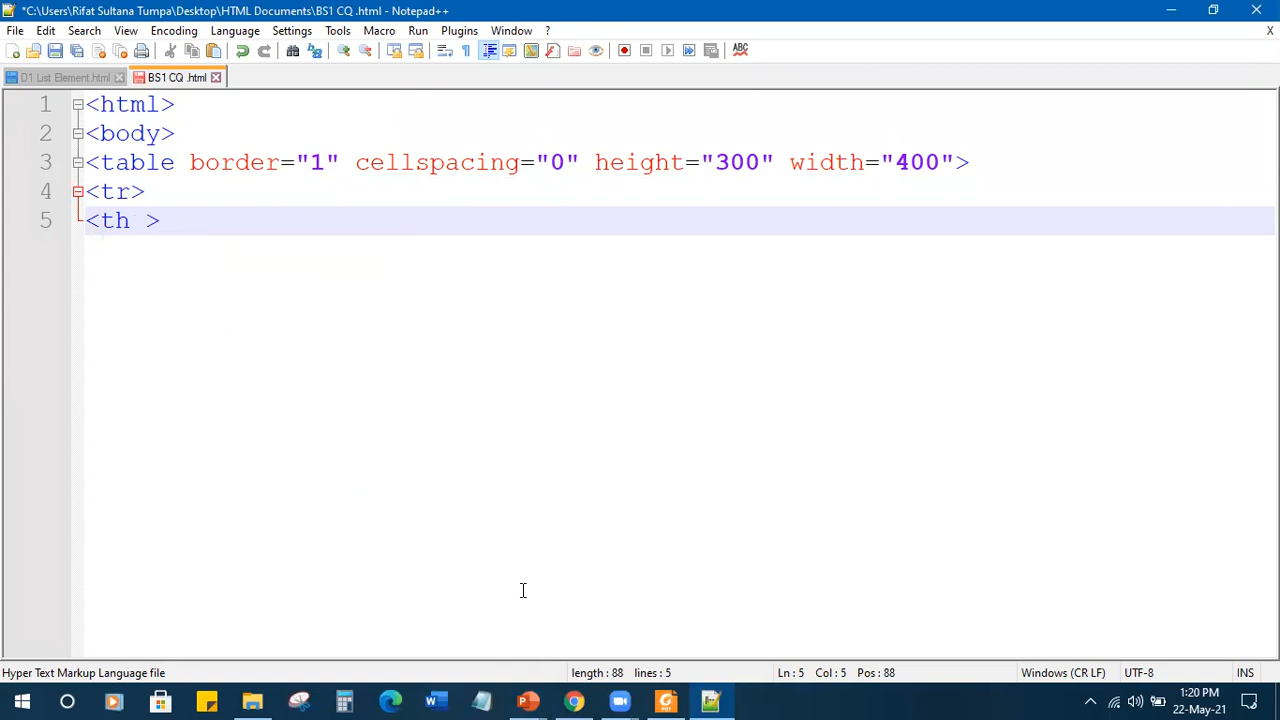 *C:\Users\Rifat Sultana Tumpa\Desktop\HTML Documents\BS1 CQ .html - Notepad++
File Edit Search View Encoding Language Settings Tools Macro Run Plugins Window ? X
ABC
D1 List Element.html BS1 CQ .html
1 <html>
2 <body>
3 <table border="1" cellspacing="0" height="300" width="400">
4 <tr>
5 <th >
Hyper Text Markup Language file length : 88 lines : 5 Ln : 5 Col : 5 Pos : 88 Windows (CR LF) UTF-8 INS
1:20 PM
22-May-21